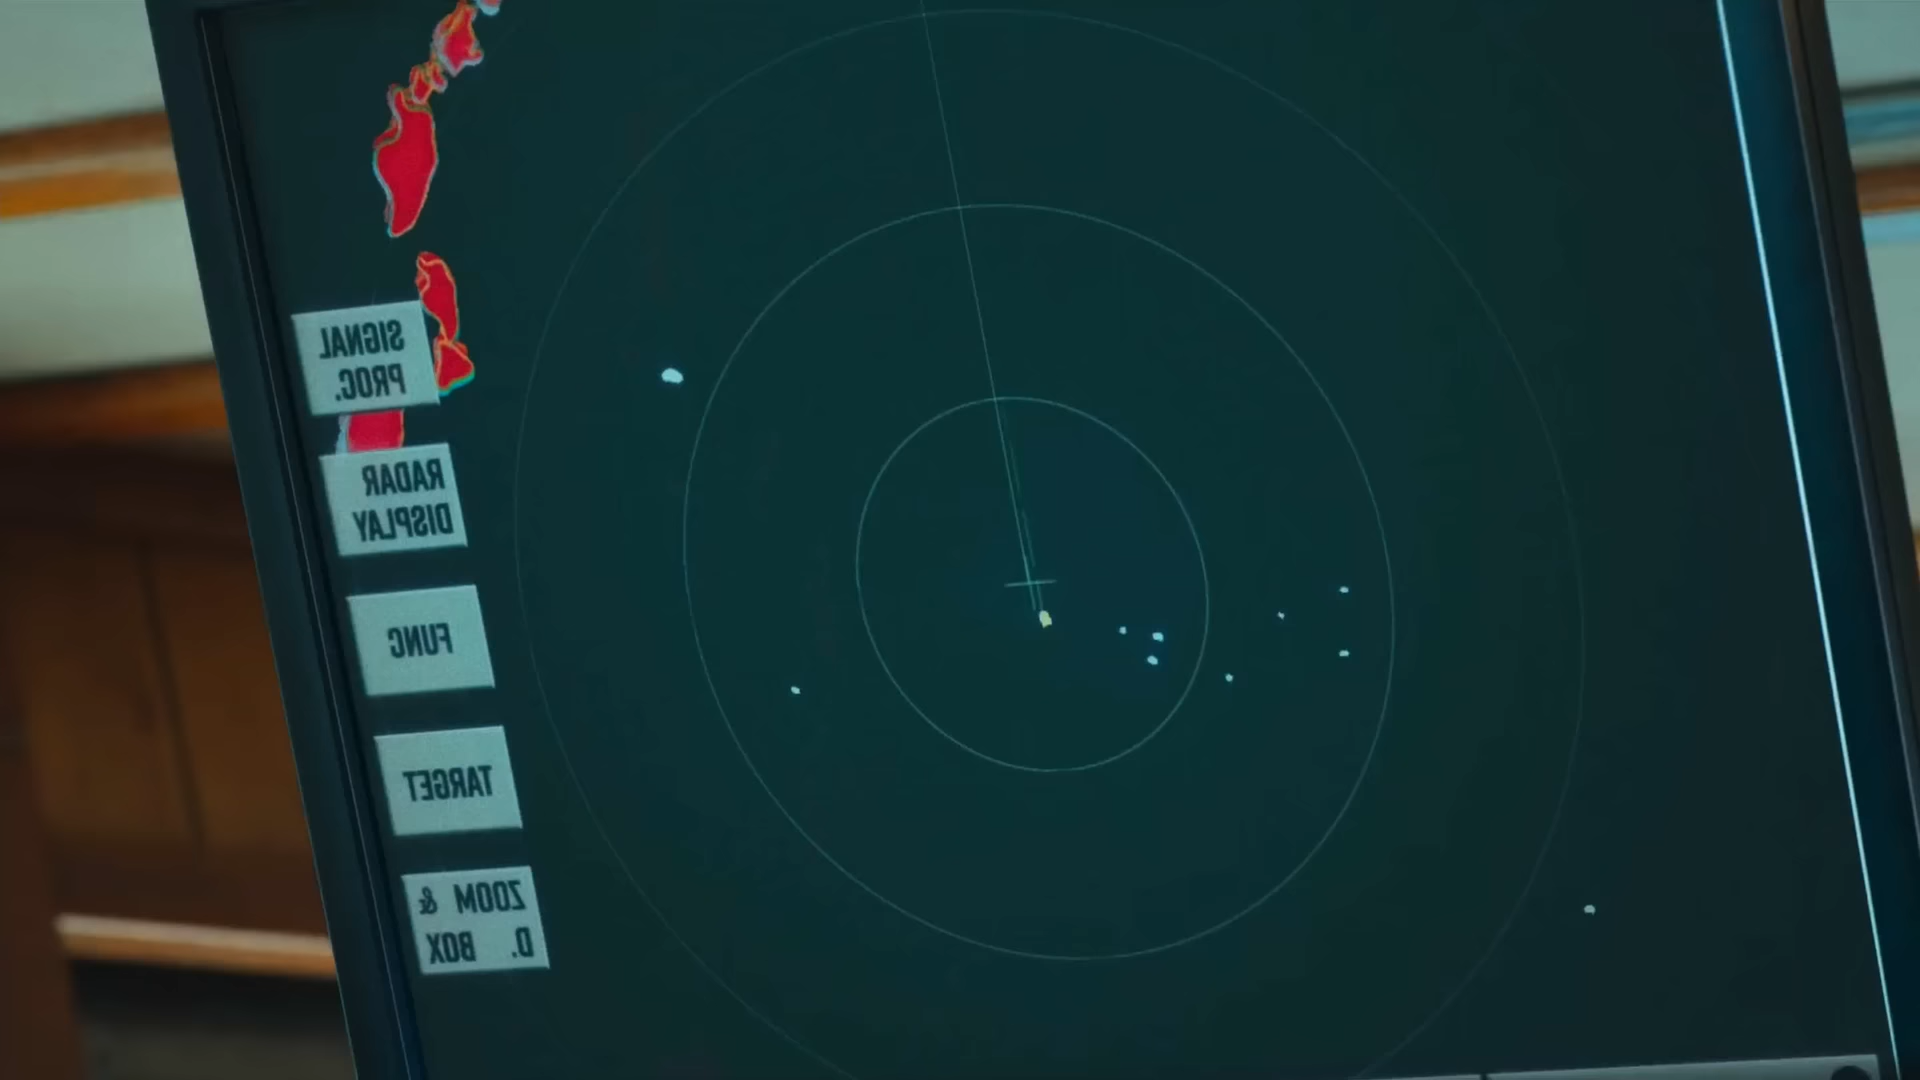 SIGNAL
PROC.
RADAR
DISPLAY
FUNC
TARGET
ZOOM &
D. BOX